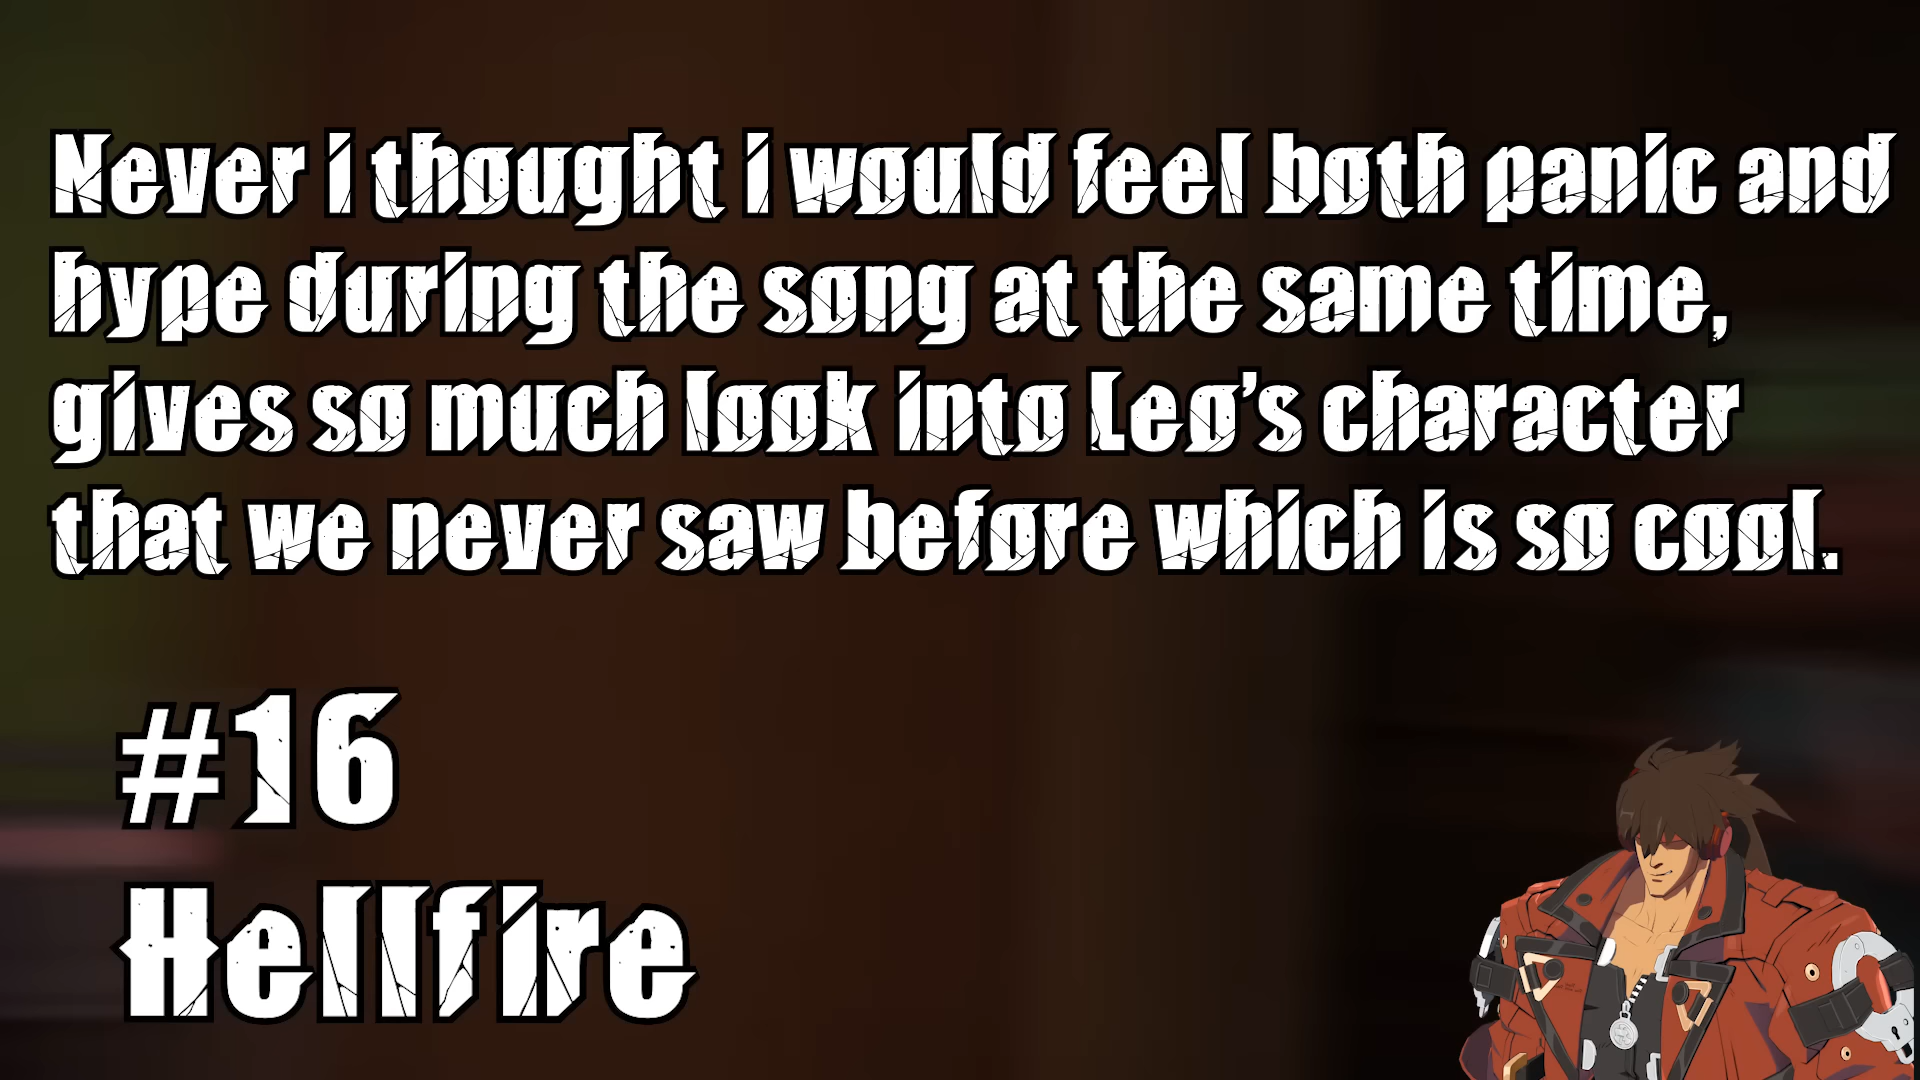 Never i thought i would feel both panic and
hype during the song at the same time,
gives so much look into Leo's character
that we never saw before which is so cool.
#16
Hellfire